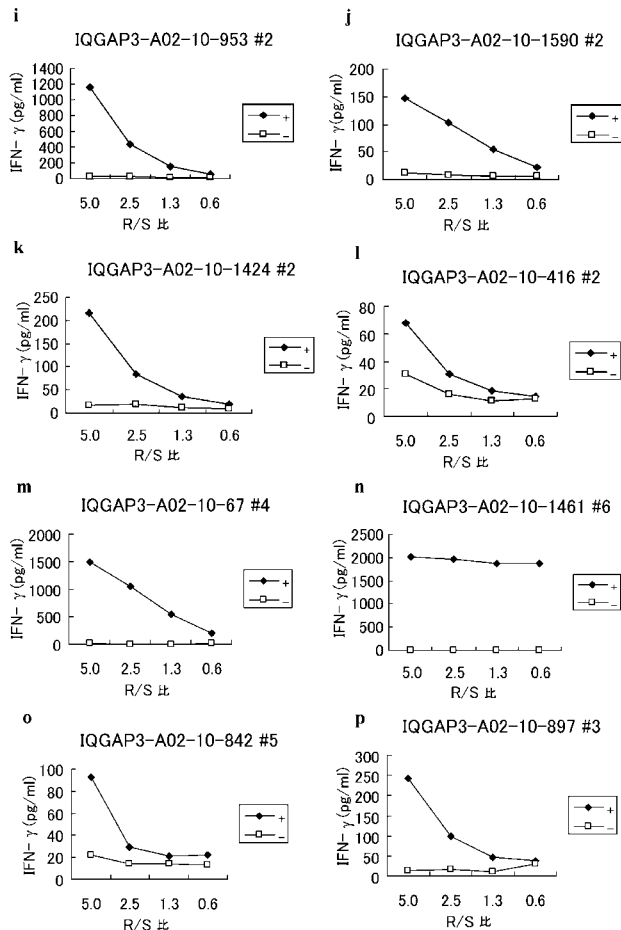 i
IQGAP3-A02-10-953 #2
IFN- γ (pg/ml)
1400
1200
1000
800
600
400
200
0
5.0 2.5 1.3 0.6
R/S 比
+
−
j
IQGAP3-A02-10-1590 #2
IFN- γ (pg/ml)
200
150
100
50
0
5.0 2.5 1.3 0.6
R/S 比
+
−
k
IQGAP3-A02-10-1424 #2
IFN- γ (pg/ml)
250
200
150
100
50
0
5.0 2.5 1.3 0.6
R/S 比
+
−
l
IQGAP3-A02-10-416 #2
IFN- γ (pg/ml)
80
60
40
20
0
5.0 2.5 1.3 0.6
R/S 比
+
−
m
IQGAP3-A02-10-67 #4
IFN- γ (pg/ml)
2000
1500
1000
500
0
5.0 2.5 1.3 0.6
R/S 比
+
−
n
IQGAP3-A02-10-1461 #6
IFN- γ (pg/ml)
2500
2000
1500
1000
500
0
5.0 2.5 1.3 0.6
R/S 比
+
−
o
IQGAP3-A02-10-842 #5
IFN- γ (pg/ml)
100
80
60
40
20
0
5.0 2.5 1.3 0.6
R/S 比
+
−
p
IQGAP3-A02-10-897 #3
IFN- γ (pg/ml)
300
250
200
150
100
50
0
5.0 2.5 1.3 0.6
R/S 比
+
−